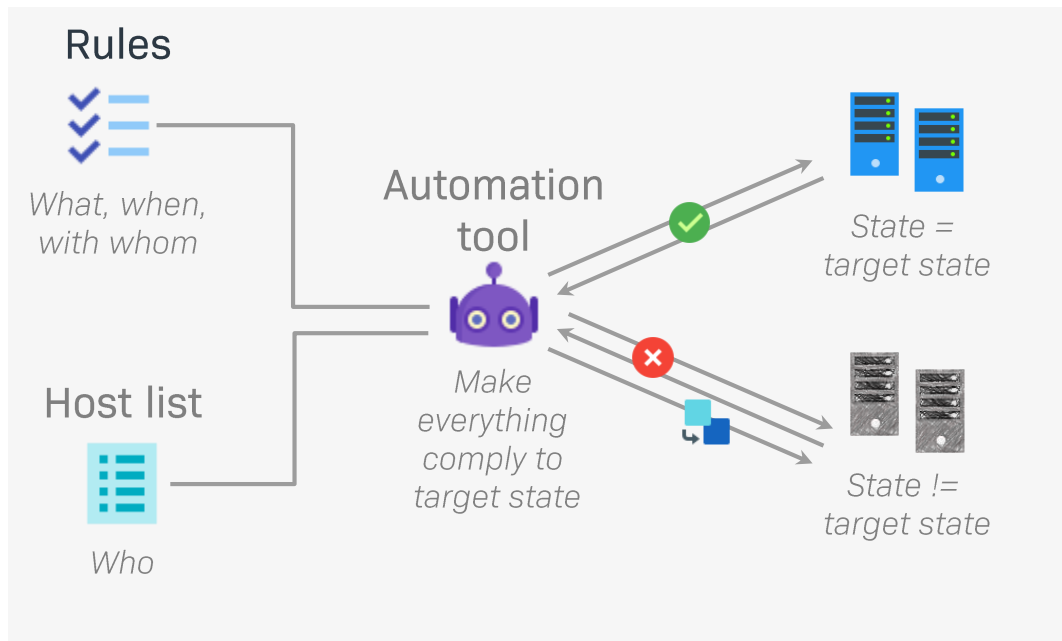 Rules
What, when,
with whom
Host list
Who
Automation
tool
Make
everything
comply to
target state
State =
target state
State !=
target state